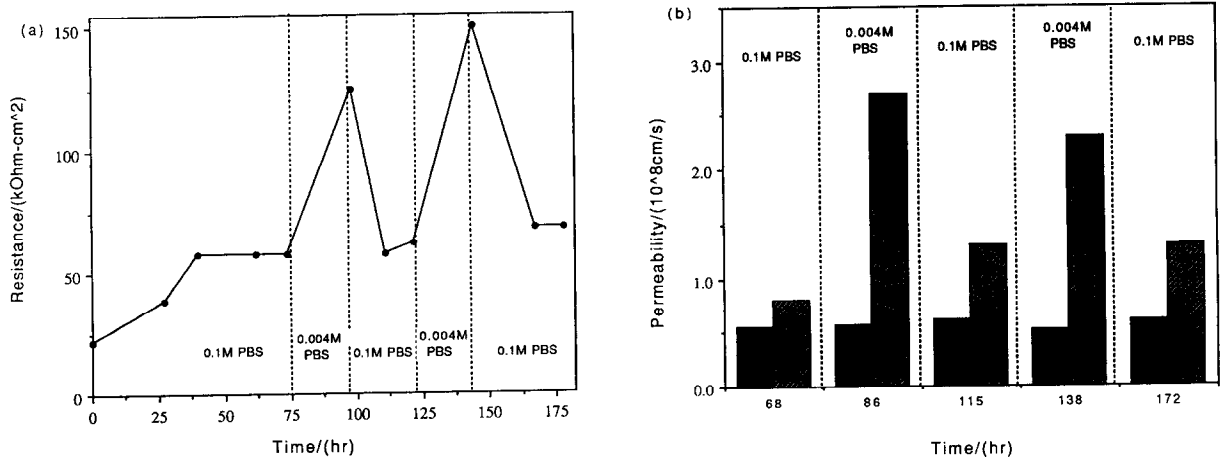 (a)
150
100
50
0
Resistance/(kOhm-cm^2)
0.1M PBS
0.004M
PBS
0.1M PBS
0.004M
PBS
0.1M PBS
0 25 50 75 100 125 150 175
Time/(hr)
(b)
3.0
2.0
1.0
0.0
Permeability/(10^8cm/s)
0.1M PBS
0.004M
PBS
0.1M PBS
0.004M
PBS
0.1M PBS
68 86 115 138 172
Time/(hr)